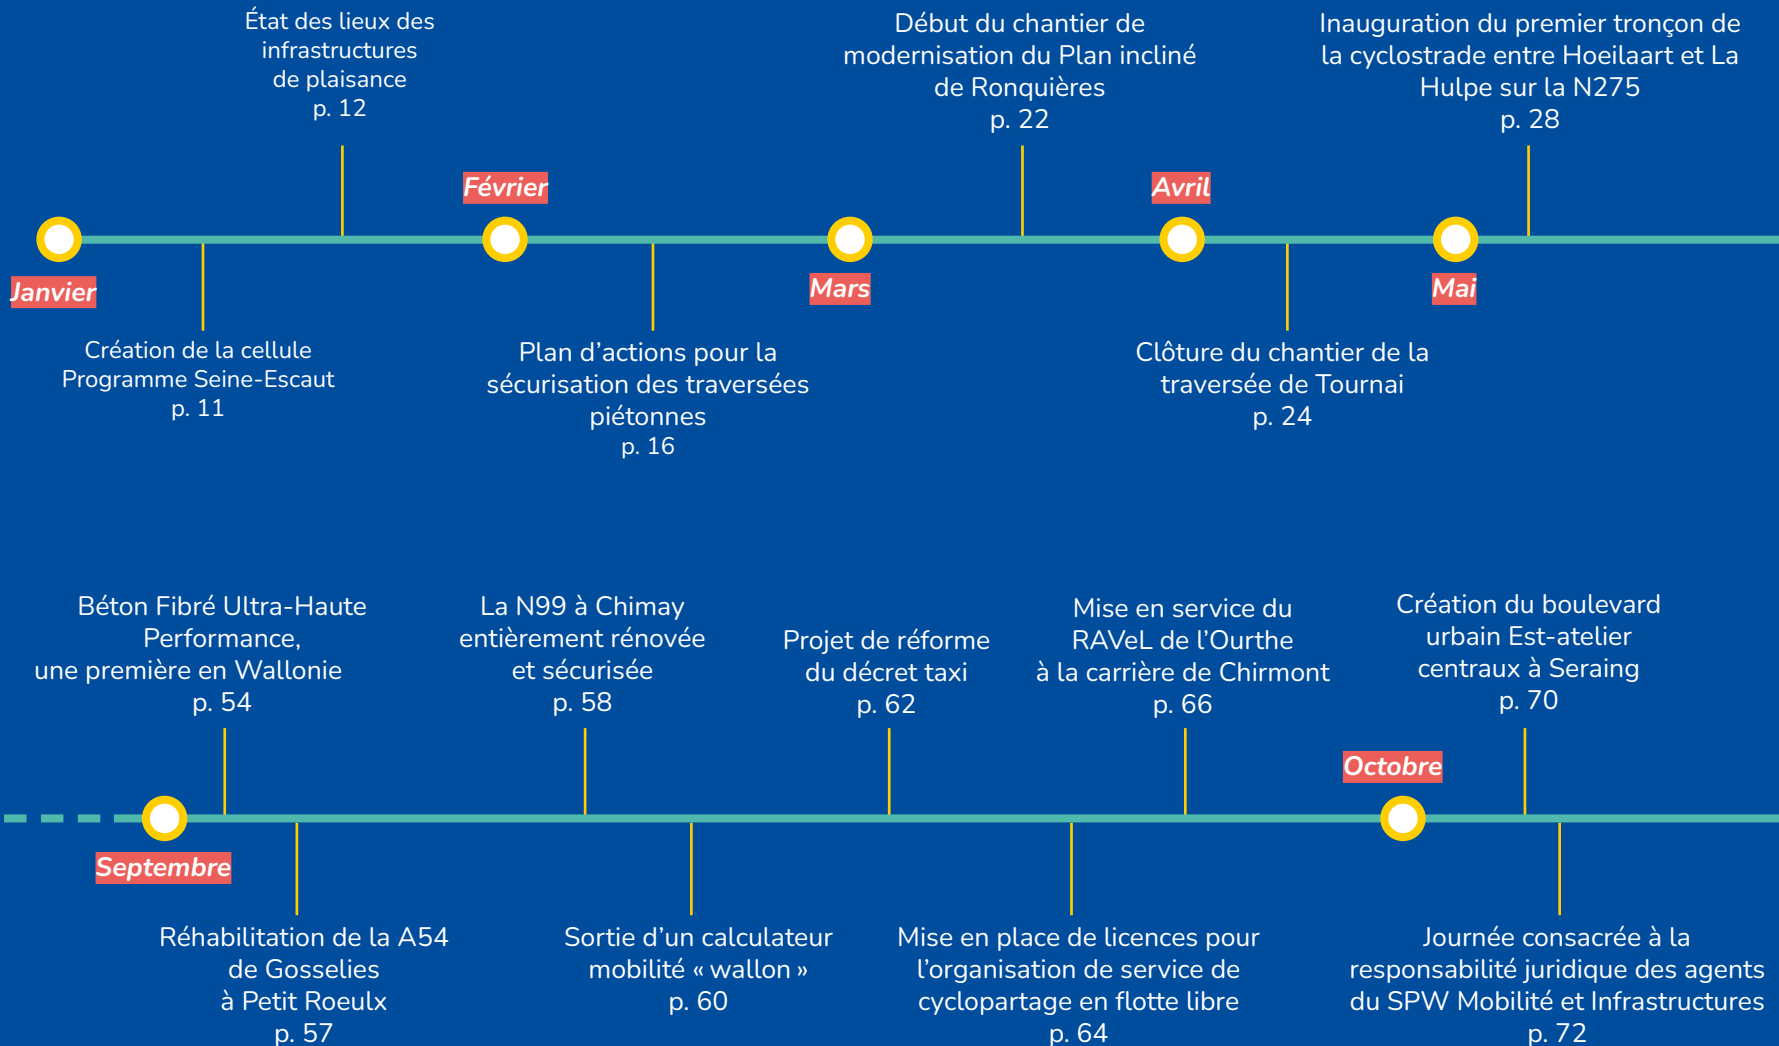 État des lieux des
infrastructures
de plaisance
p. 12
Début du chantier de
modernisation du Plan incliné
de Ronquières
p. 22
Inauguration du premier tronçon de
la cyclostrade entre Hoeilaart et La
Hulpe sur la N275
p. 28
Janvier
Février
Mars
Avril
Mai
Création de la cellule
Programme Seine-Escaut
p. 11
Plan d’actions pour la
sécurisation des traversées
piétonnes
p. 16
Clôture du chantier de la
traversée de Tournai
p. 24
Béton Fibré Ultra-Haute
Performance,
une première en Wallonie
p. 54
La N99 à Chimay
entièrement rénovée
et sécurisée
p. 58
Projet de réforme
du décret taxi
p. 62
Mise en service du
RAVeL de l’Ourthe
à la carrière de Chirmont
p. 66
Création du boulevard
urbain Est-atelier
centraux à Seraing
p. 70
Septembre
Octobre
Réhabilitation de la A54
de Gosselies
à Petit Roeulx
p. 57
Sortie d’un calculateur
mobilité « wallon »
p. 60
Mise en place de licences pour
l’organisation de service de
cyclopartage en flotte libre
p. 64
Journée consacrée à la
responsabilité juridique des agents
du SPW Mobilité et Infrastructures
p. 72